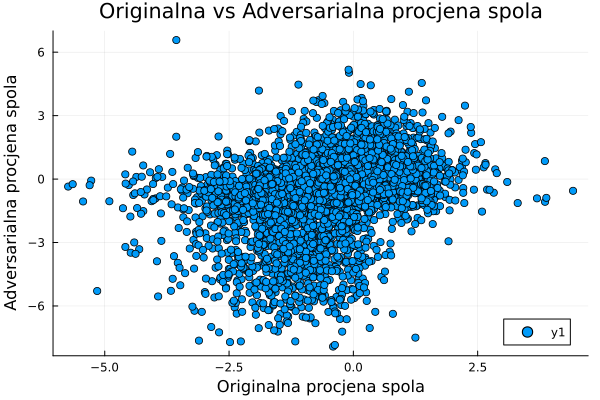 Originalna vs Adversarialna procjena spola
Adversarialna procjena spola
6
3
0
−3
−6
y1
−5.0
−2.5
0.0
2.5
Originalna procjena spola